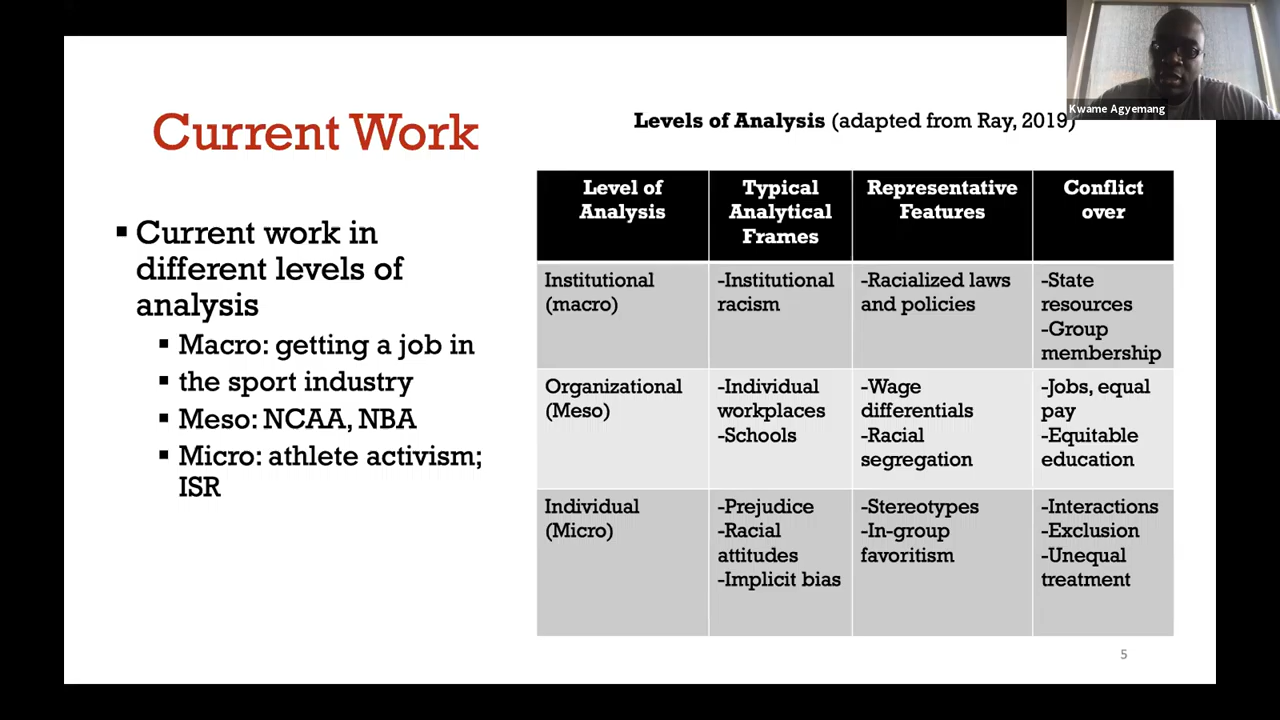 Kwame Agyemang
Current Work
▪ Current work in
different levels of
analysis
▪ Macro: getting a job in
▪ the sport industry
▪ Meso: NCAA, NBA
▪ Micro: athlete activism;
ISR
Levels of Analysis (adapted from Ray, 2019)
Level of
Analysis
Typical
Analytical
Frames
Representative
Features
Conflict
over
Institutional
(macro)
-Institutional
racism
-Racialized laws
and policies
-State
resources
-Group
membership
Organizational
(Meso)
-Individual
workplaces
-Schools
-Wage
differentials
-Racial
segregation
-Jobs, equal
pay
-Equitable
education
Individual
(Micro)
-Prejudice
-Racial
attitudes
-Implicit bias
-Stereotypes
-In-group
favoritism
-Interactions
-Exclusion
-Unequal
treatment
5